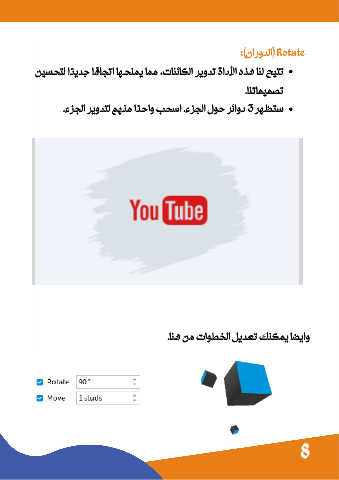 Rotate (الدوران):
• تتيح لنا هذه الأداة تدوير الكائنات، مما يمنحها اتجاهًا جديدًا لتحسين
تصميماتنا.
• ستظهر 3 دوائر حول الجزء. اسحب واحدًا منهم لتدوير الجزء.
YouTube
وايضا يمكنك تعديل الخطوات من هنا.
Rotate 90 °
Move 1 studs
8